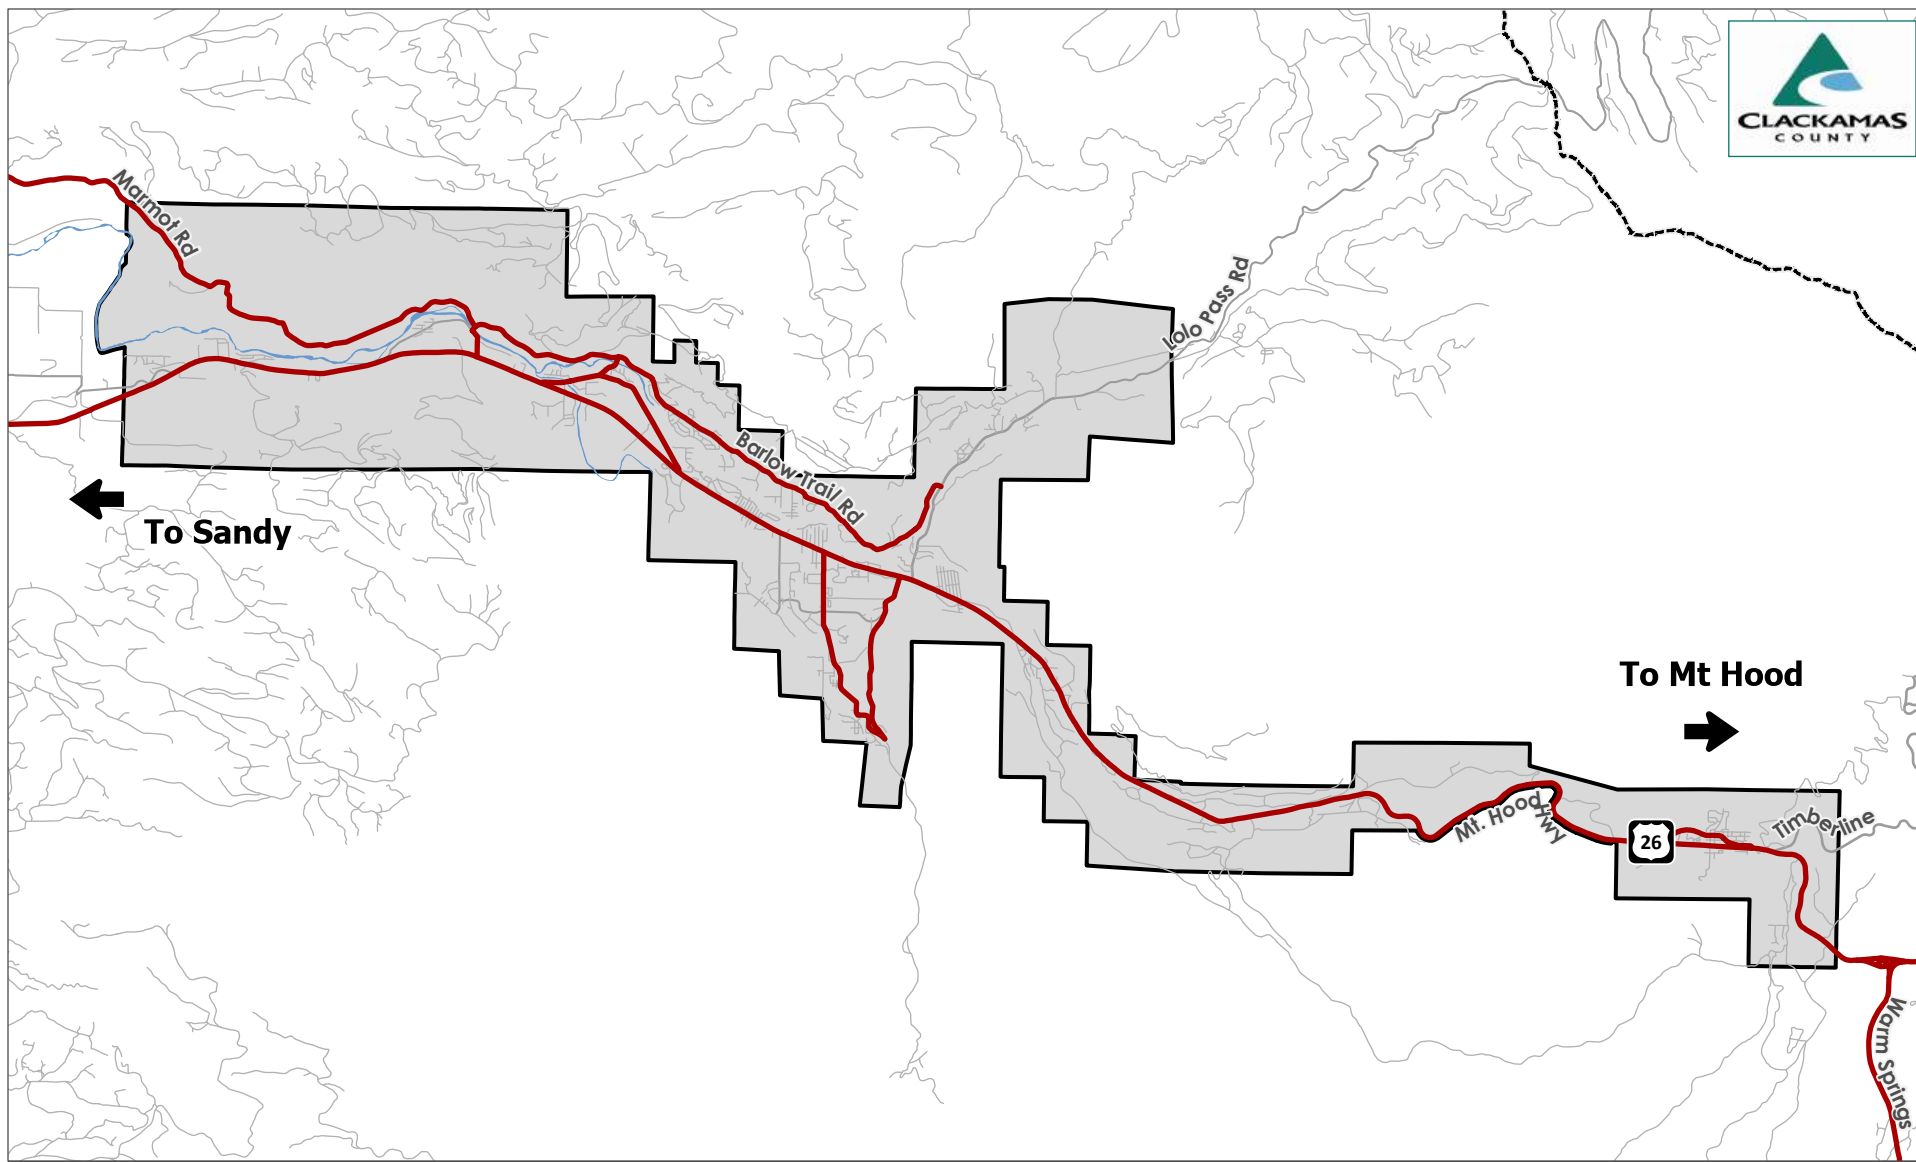 CLACKAMAS
COUNTY
Marmot Rd
Lolo Pass Rd
Barlow Trail Rd
To Sandy
To Mt Hood
Mt. Hood Hwy
26
Timberline
Warm Springs